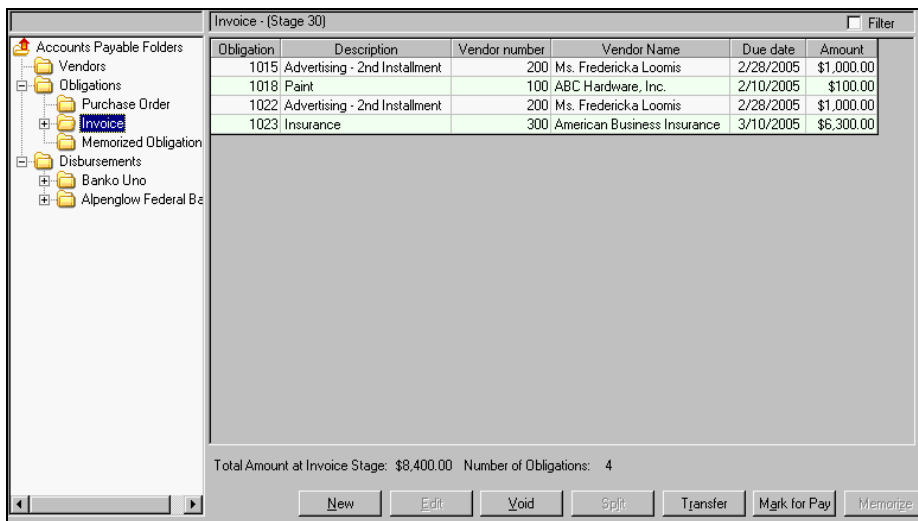 Invoice - (Stage 30) Filter
Accounts Payable Folders
Vendors
Obligations
Purchase Order
Invoice
Memorized Obligation
Disbursements
Banko Uno
Alpenglow Federal Ba
Obligation Description Vendor number Vendor Name Due date Amount
1015 Advertising - 2nd Installment 200 Ms. Fredericka Loomis 2/28/2005 $1,000.00
1018 Paint 100 ABC Hardware, Inc. 2/10/2005 $100.00
1022 Advertising - 2nd Installment 200 Ms. Fredericka Loomis 2/28/2005 $1,000.00
1023 Insurance 300 American Business Insurance 3/10/2005 $6,300.00
Total Amount at Invoice Stage: $8,400.00 Number of Obligations: 4
New Edit Void Split Transfer Mark for Pay Memorize